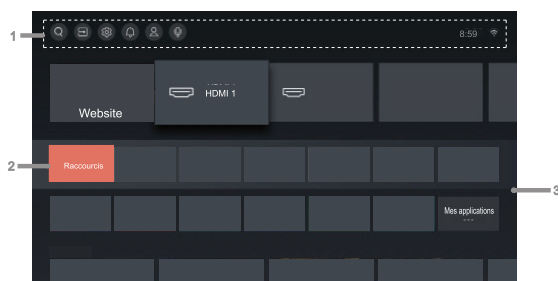 1
8:59
HDMI 1
Website
2
Raccourcis
3
Mes applications